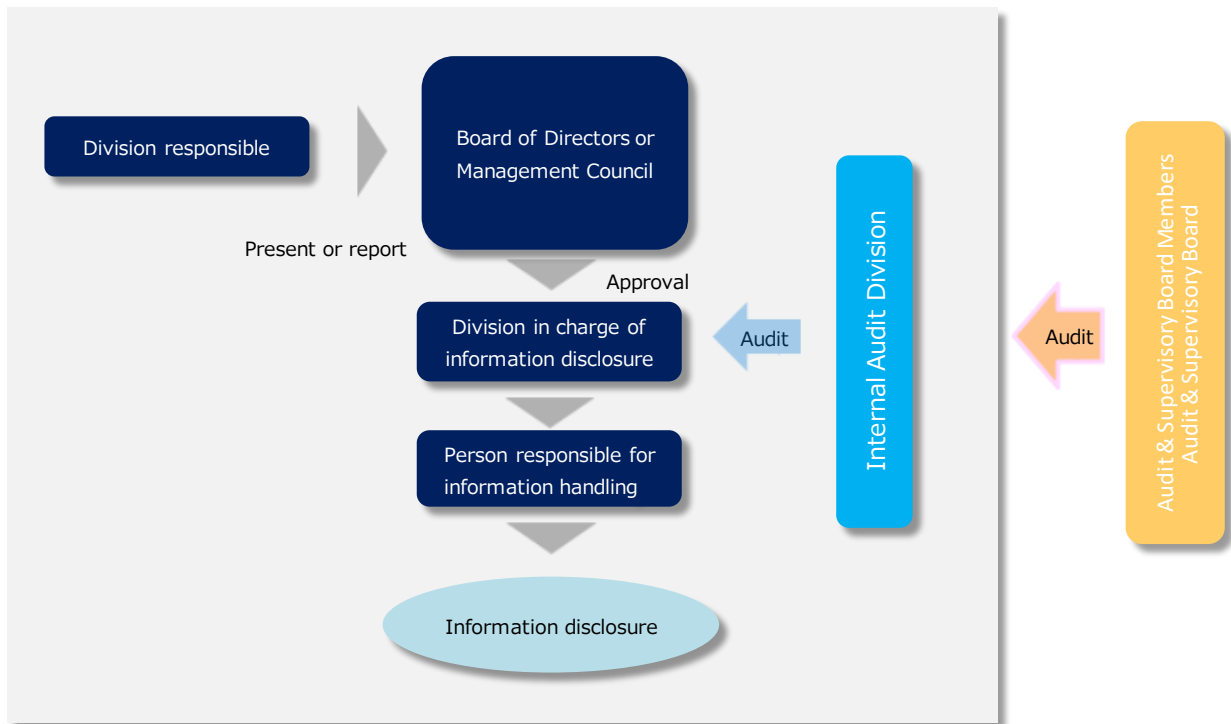 Division responsible
Board of Directors or
Management Council
Present or report
Approval
Division in charge of
information disclosure
Audit
Internal Audit Division
Audit
Audit & Supervisory Board Members
Audit & Supervisory Board
Person responsible for
information handling
Information disclosure